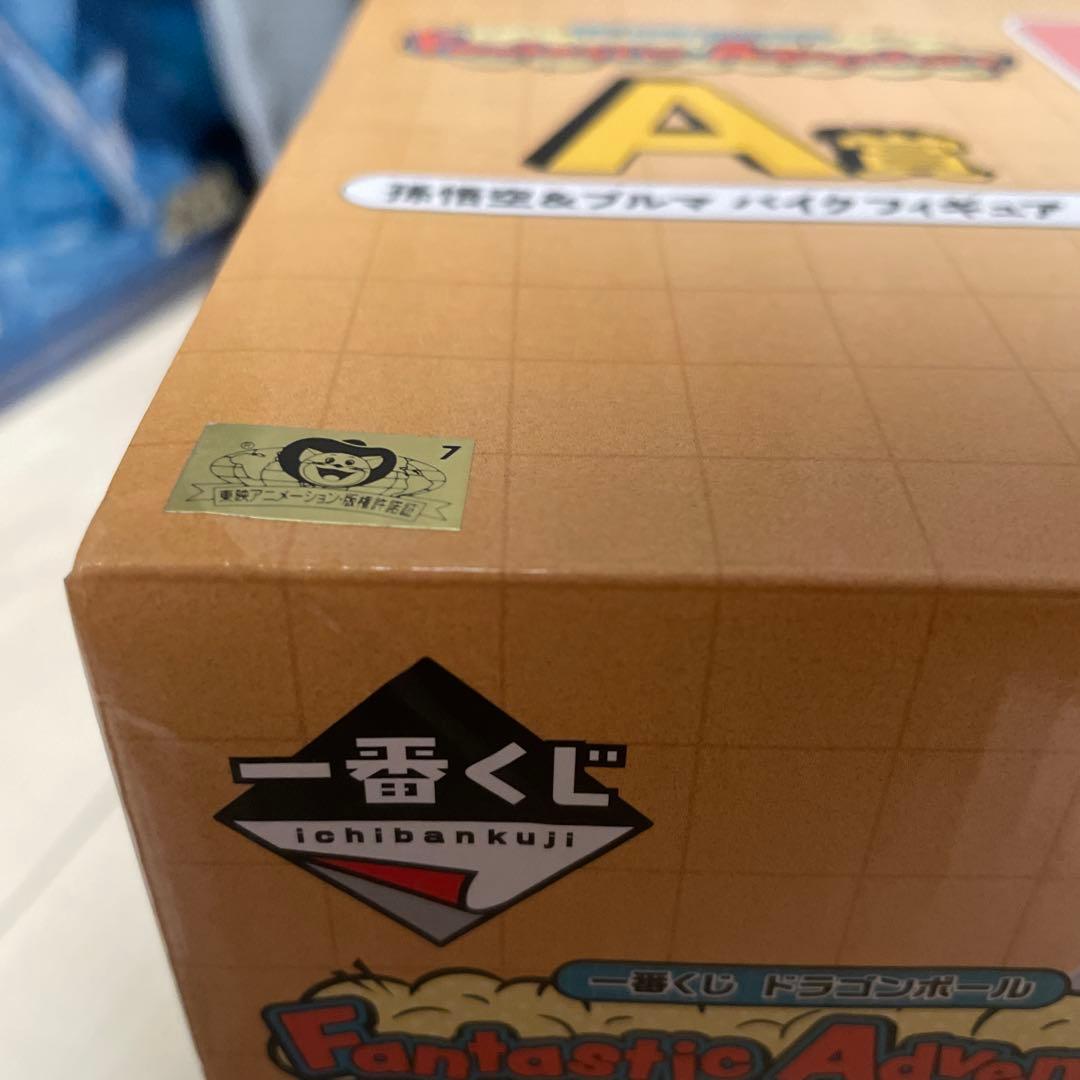 A賞
孫悟空&ブルマ バイクフィギュア
® 7
東映アニメーション・版権許諾証
一番くじ
ichibankuji
一番くじ ドラゴンボール
Fantastic Adven